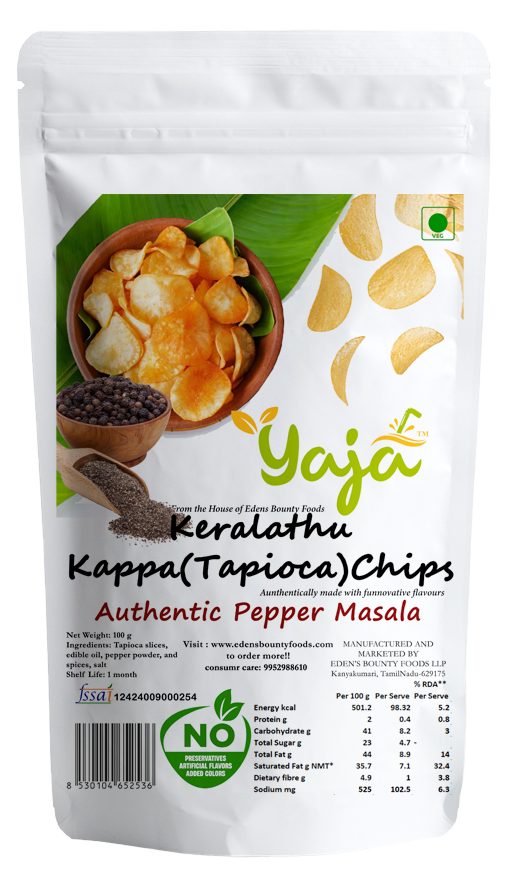 VEG
Yaja TM
From the House of Edens Bounty Foods
Keralathu
Kappa(Tapioca)Chips
Aunthentically made with funnovative flavours
Authentic Pepper Masala
Net Weight: 100 g
Ingredients: Tapioca slices,
edible oil, pepper powder, and
spices, salt
Shelf Life: 1 month
Visit : www.edensbountyfoods.com
to order more!!
consumr care: 9952988610
MANUFACTURED AND
MARKETED BY
EDEN'S BOUNTY FOODS LLP
Kanyakumari, TamilNadu-629175
fssai 12424009000254
8 530104 652536
NO
PRESERVATIVES
ARTIFICIAL FLAVORS
ADDED COLORS
% RDA**
Per 100 g Per Serve Per Serve
Energy kcal 501.2 98.32 5.2
Protein g 2 0.4 0.8
Carbohydrate g 41 8.2 3
Total Sugar g 23 4.7 -
Total Fat g 44 8.9 14
Saturated Fat g NMT* 35.7 7.1 32.4
Dietary fibre g 4.9 1 3.8
Sodium mg 525 102.5 6.3